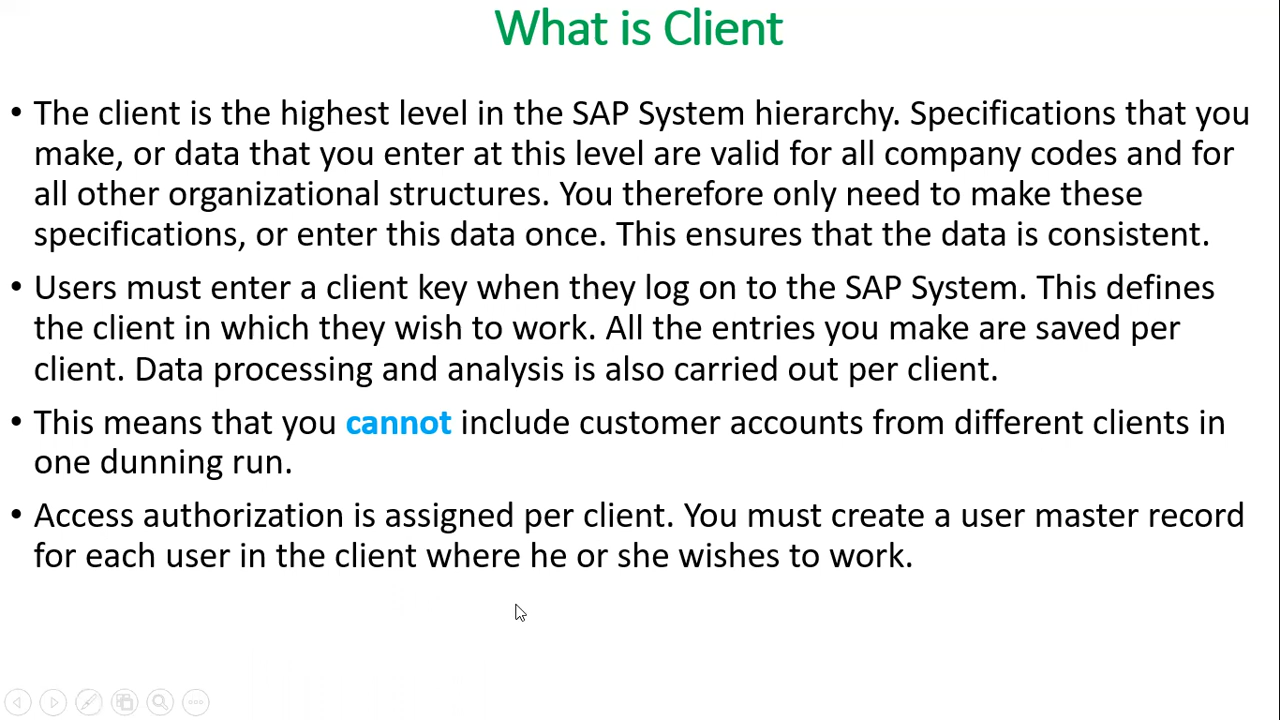 What is Client
• The client is the highest level in the SAP System hierarchy. Specifications that you
make, or data that you enter at this level are valid for all company codes and for
all other organizational structures. You therefore only need to make these
specifications, or enter this data once. This ensures that the data is consistent.
• Users must enter a client key when they log on to the SAP System. This defines
the client in which they wish to work. All the entries you make are saved per
client. Data processing and analysis is also carried out per client.
• This means that you cannot include customer accounts from different clients in
one dunning run.
• Access authorization is assigned per client. You must create a user master record
for each user in the client where he or she wishes to work.